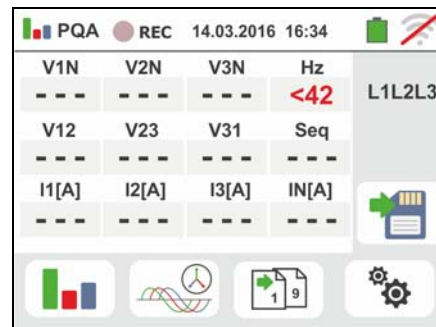 PQA REC 14.03.2016 16:34
V1N V2N V3N Hz
--- --- --- <42
L1L2L3
V12 V23 V31 Seq
--- --- --- ---
I1[A] I2[A] I3[A] IN[A]
--- --- --- ---
1 9